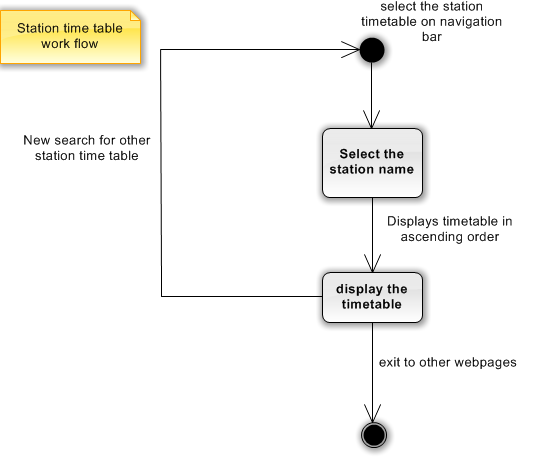 select the station
timetable on navigation
bar
Station time table
work flow
New search for other
station time table
Select the
station name
Displays timetable in
ascending order
display the
timetable
exit to other webpages